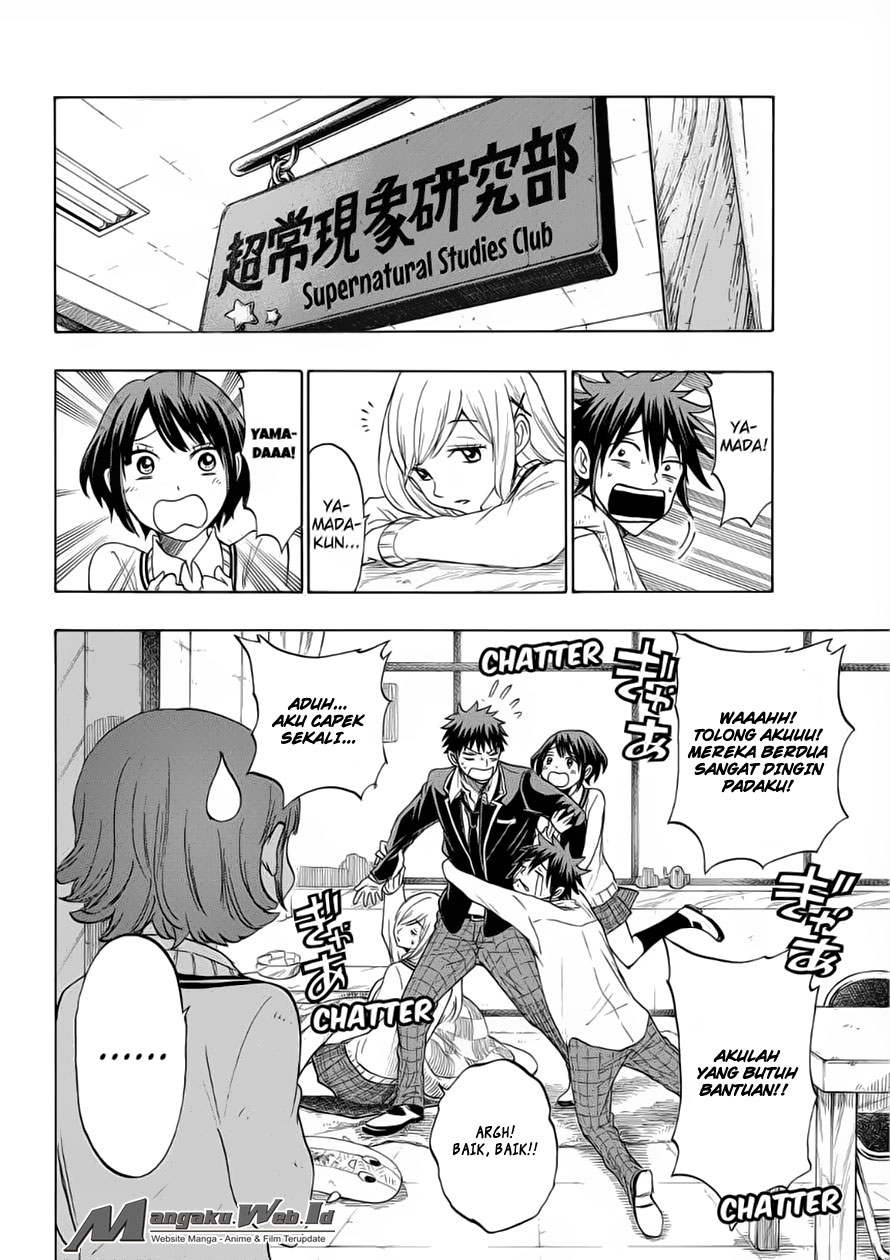 超常現象研究部
Supernatural Studies Club
YA-
MADA!
YA-
MADA-
KUN...
YAMA-
DAAA!
CHATTER
ぎゃあ
WAAAHH!
TOLONG AKUUU!
MEREKA BERDUA
SANGAT DINGIN
PADAKU!
ADUH...
AKU CAPEK
SEKALI...
ぎゃあ
ぎゃあ
CHATTER
AKULAH
YANG BUTUH
BANTUAN!!
ARGH!
BAIK, BAIK!!
......
CHATTER
Mangaku.Web.Id
Website Manga - Anime & Film Terupdate